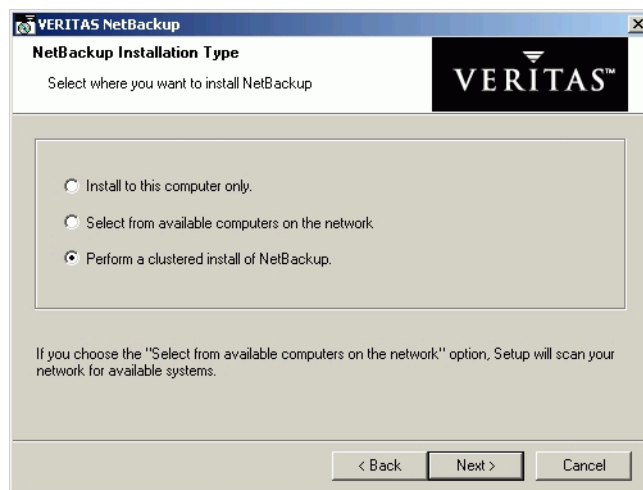 VERITAS NetBackup
NetBackup Installation Type
Select where you want to install NetBackup
VERITAS™
Install to this computer only.
Select from available computers on the network
Perform a clustered install of NetBackup.
If you choose the "Select from available computers on the network" option, Setup will scan your
network for available systems.
< Back
Next >
Cancel